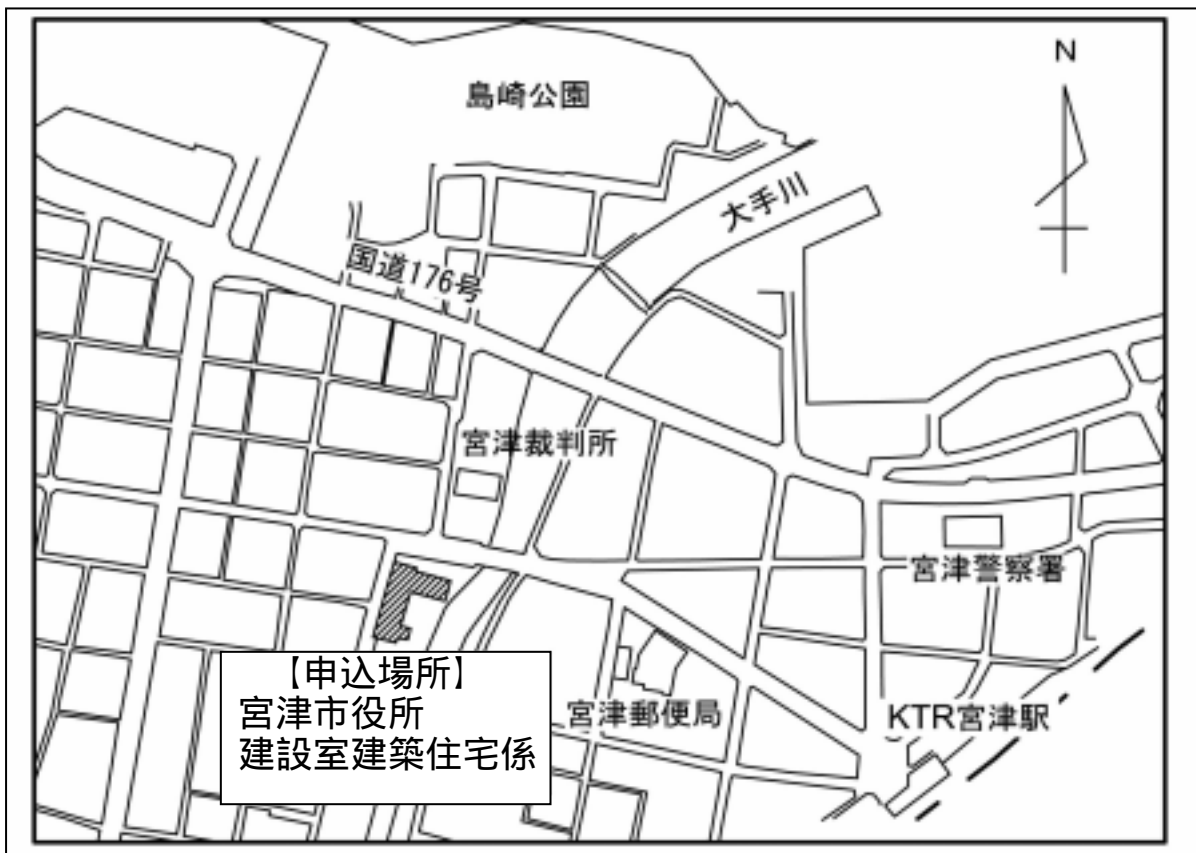 島崎公園
N
大手川
国道176号
宮津裁判所
宮津警察署
【申込場所】
宮津市役所
建設室建築住宅係
宮津郵便局
KTR宮津駅